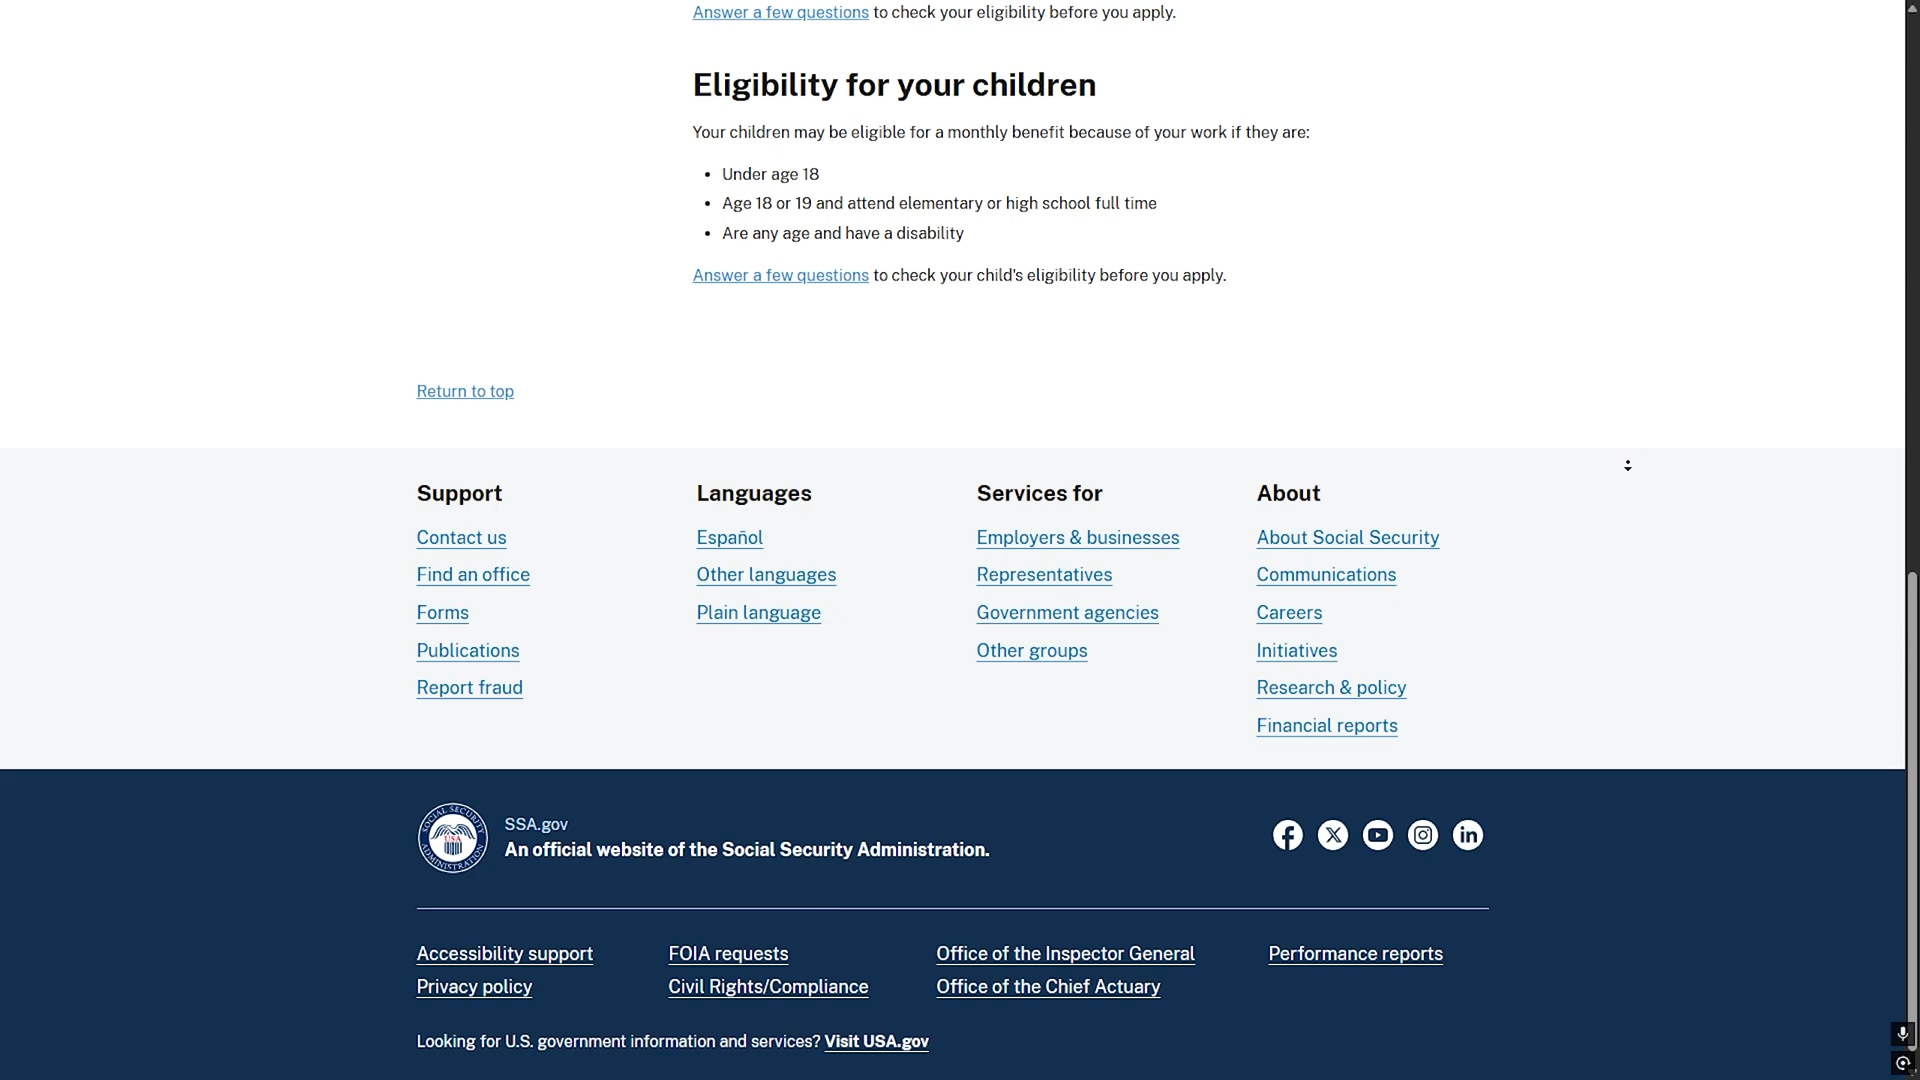 Answer a few questions to check your eligibility before you apply.
Eligibility for your children
Your children may be eligible for a monthly benefit because of your work if they are:
• Under age 18
• Age 18 or 19 and attend elementary or high school full time
• Are any age and have a disability
Answer a few questions to check your child's eligibility before you apply.
Return to top
Support
Contact us
Find an office
Forms
Publications
Report fraud
Languages
Español
Other languages
Plain language
Services for
Employers & businesses
Representatives
Government agencies
Other groups
About
About Social Security
Communications
Careers
Initiatives
Research & policy
Financial reports
SOCIAL SECURITY ADMINISTRATION
USA
SSA.gov
An official website of the Social Security Administration.
Accessibility support
Privacy policy
FOIA requests
Civil Rights/Compliance
Office of the Inspector General
Office of the Chief Actuary
Performance reports
Looking for U.S. government information and services? Visit USA.gov